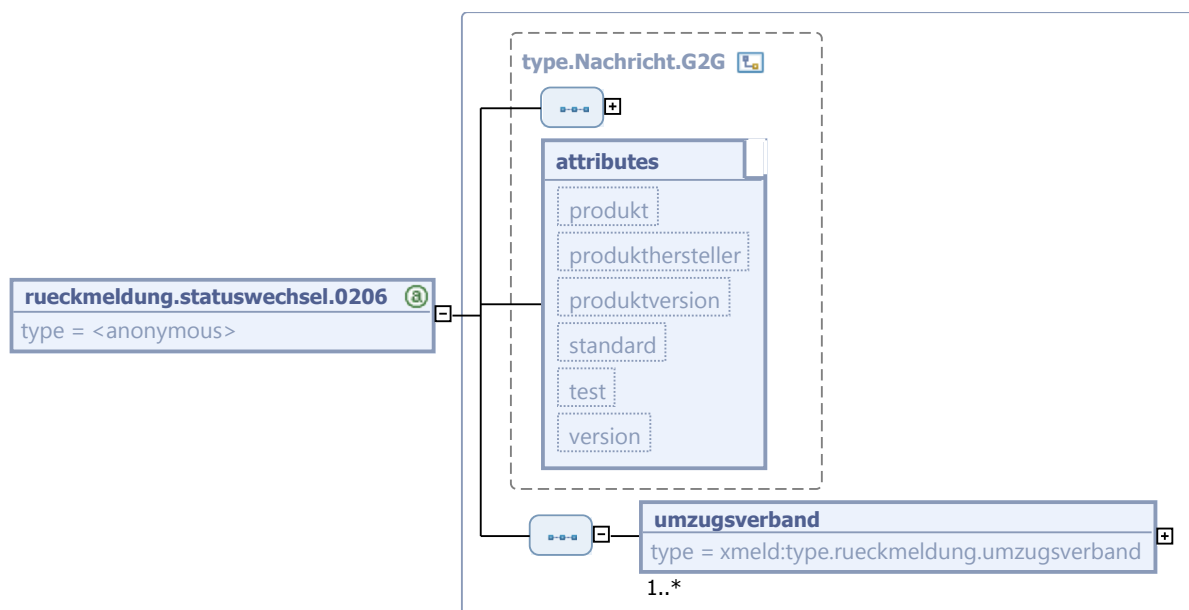 type.Nachricht.G2G
attributes
produkt
produkthersteller
produktversion
standard
test
version
rueckmeldung.statuswechsel.0206 a
type = <anonymous>
umzugsverband
type = xmeld:type.rueckmeldung.umzugsverband
1..*